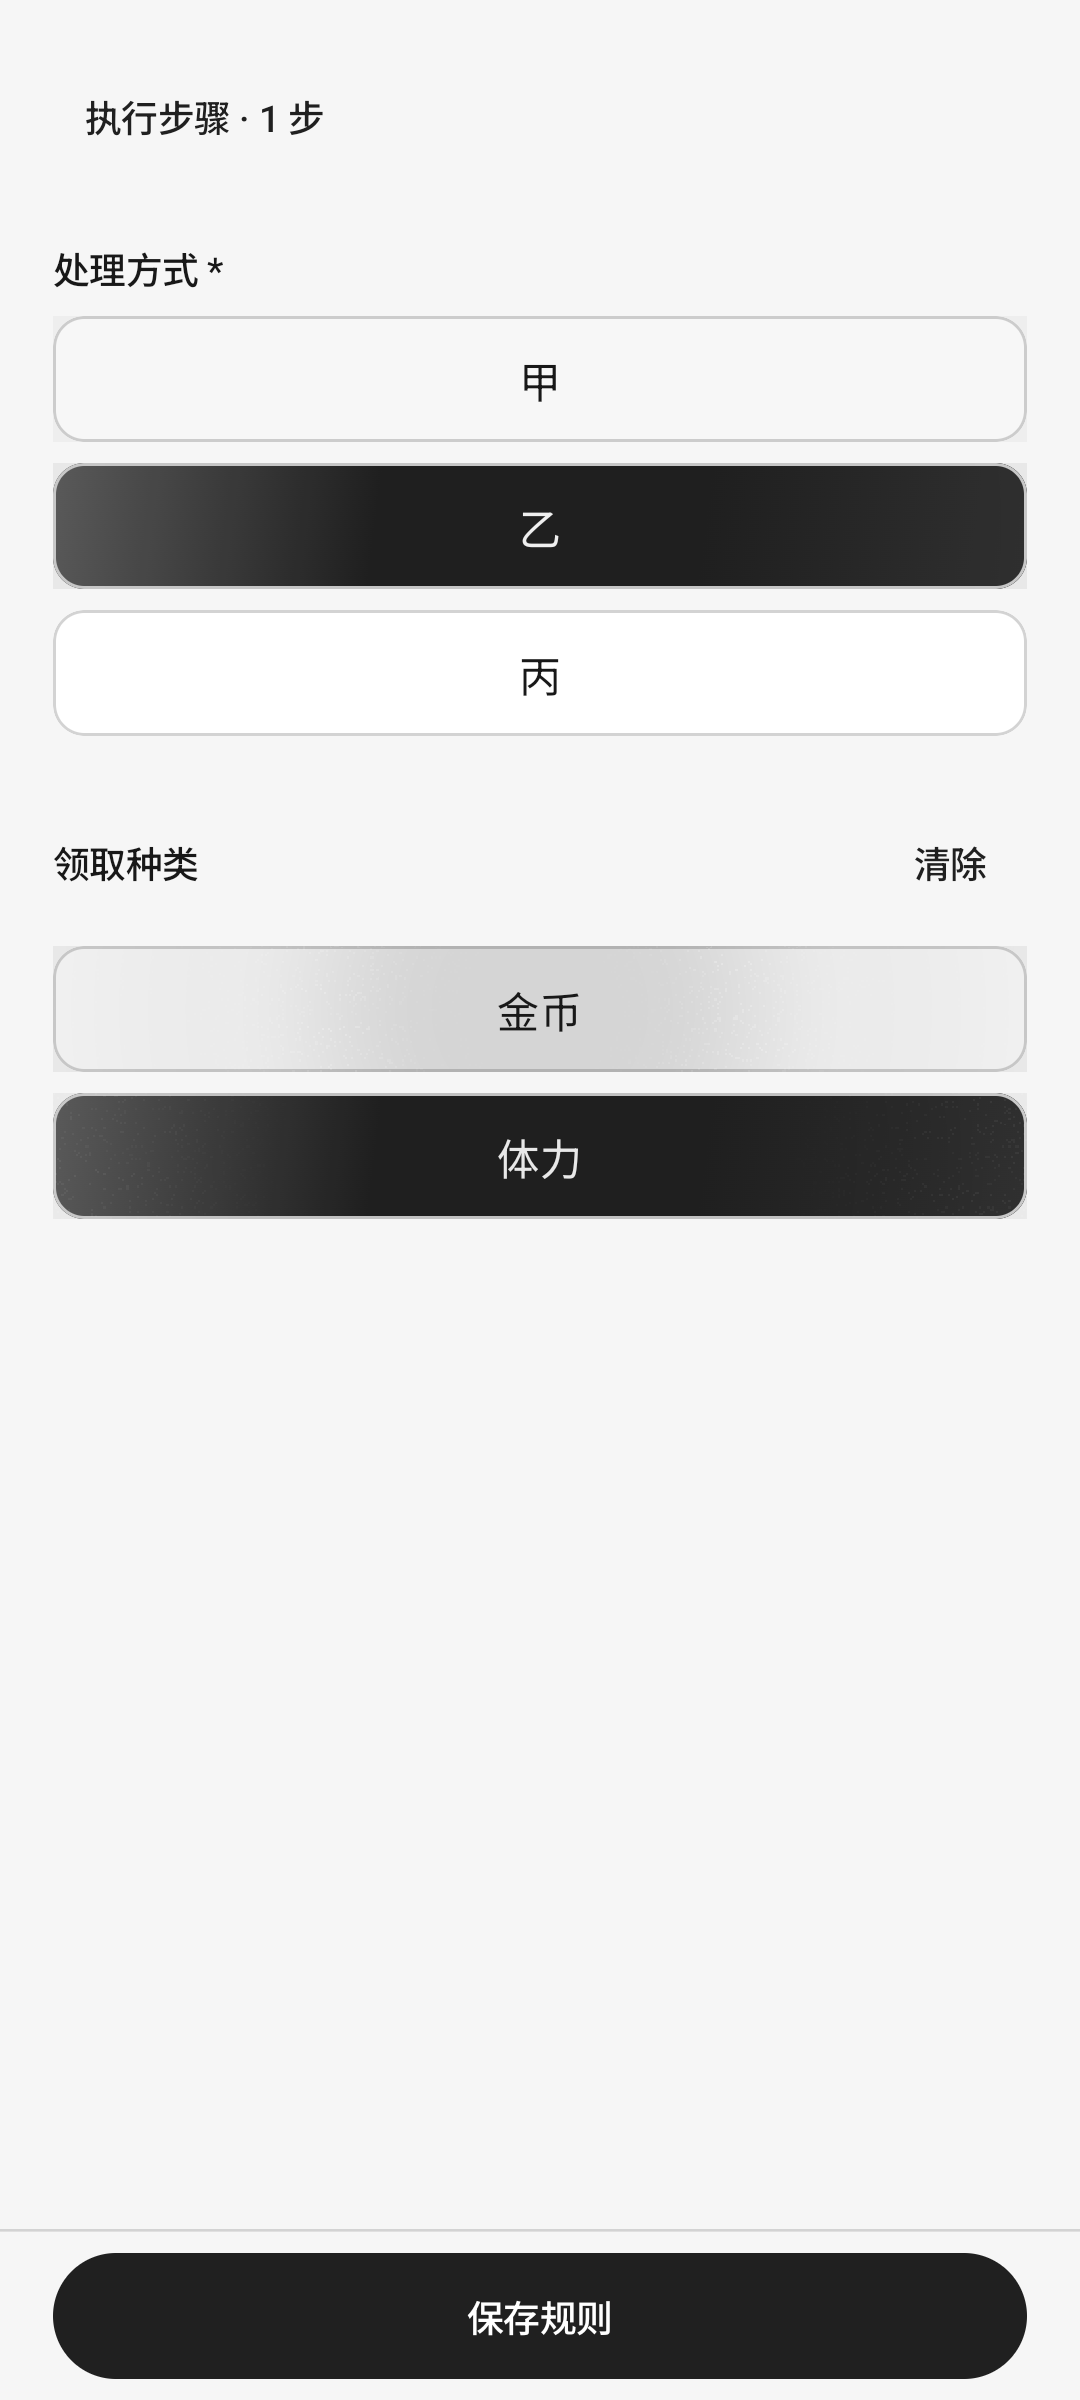 执行步骤 · 1 步
处理方式 *
甲
乙
丙
领取种类
清除
金币
体力
保存规则